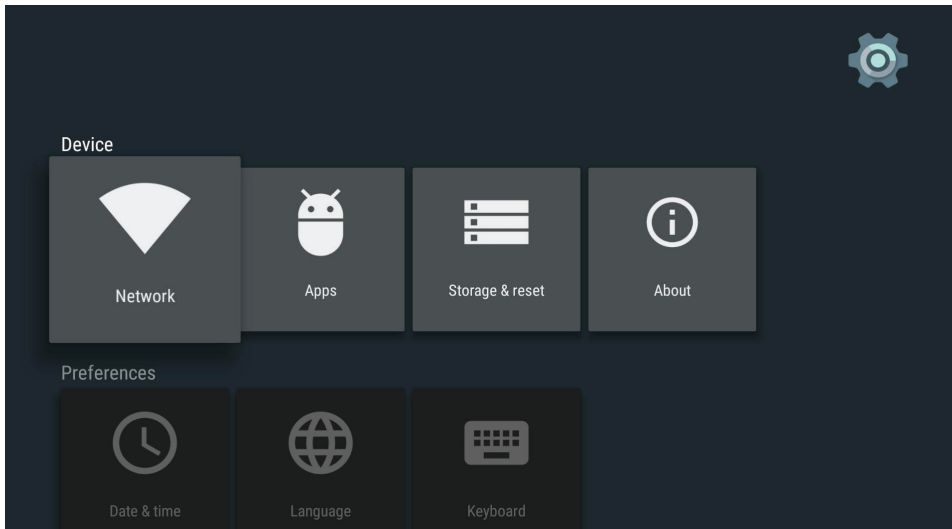 Device
Network
Apps
Storage & reset
About
Preferences
Date & time
Language
Keyboard